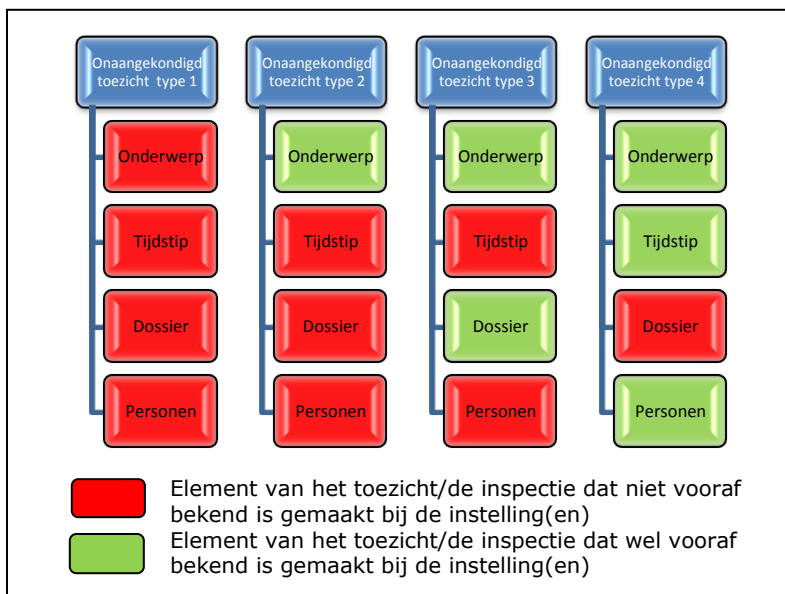 Onaangekondigd
toezicht type 1
Onderwerp
Tijdstip
Dossier
Personen
Onaangekondigd
toezicht type 2
Onderwerp
Tijdstip
Dossier
Personen
Onaangekondigd
toezicht type 3
Onderwerp
Tijdstip
Dossier
Personen
Onaangekondigd
toezicht type 4
Onderwerp
Tijdstip
Dossier
Personen
Element van het toezicht/de inspectie dat niet vooraf
bekend is gemaakt bij de instelling(en)
Element van het toezicht/de inspectie dat wel vooraf
bekend is gemaakt bij de instelling(en)